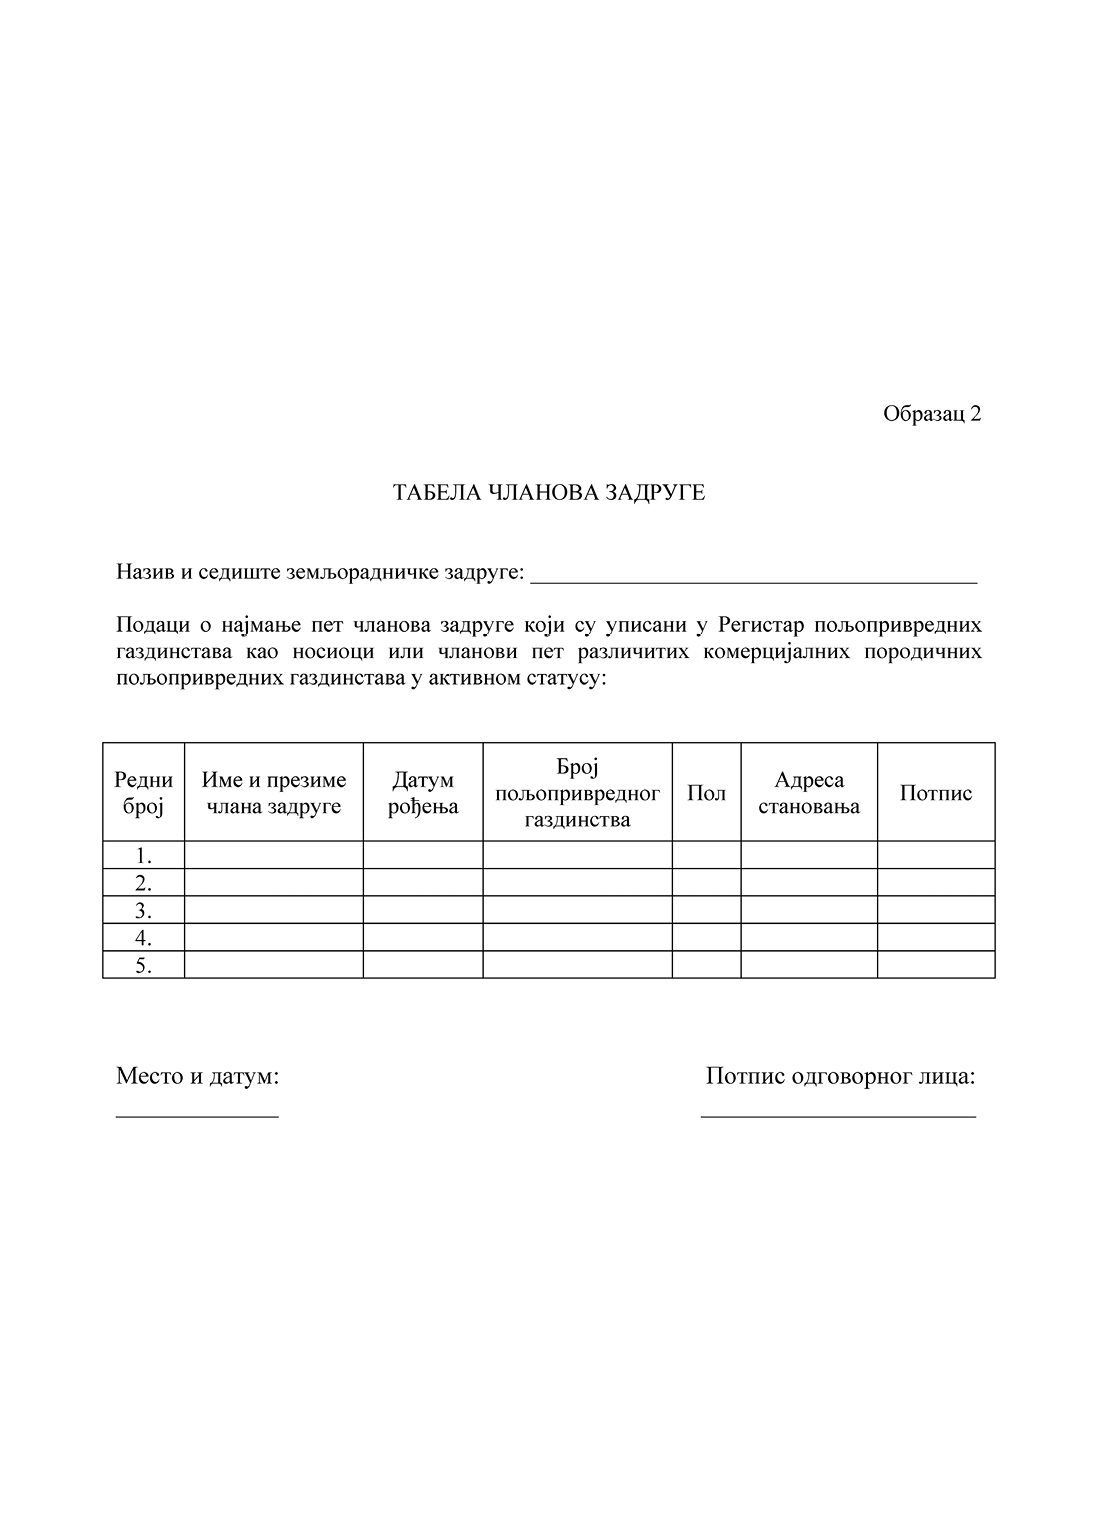 Образац 2
ТАБЕЛА ЧЛАНОВА ЗАДРУГЕ
Назив и седиште земљорадничке задруге: ________________________________________
Подаци о најмање пет чланова задруге који су уписани у Регистар пољопривредних
газдинстава као носиоци или чланови пет различитих комерцијалних породичних
пољопривредних газдинстава у активном статусу:
Редни број
Име и презиме члана задруге
Датум рођења
Број пољопривредног газдинства
Пол
Адреса становања
Потпис
1.
2.
3.
4.
5.
Место и датум:
Потпис одговорног лица: